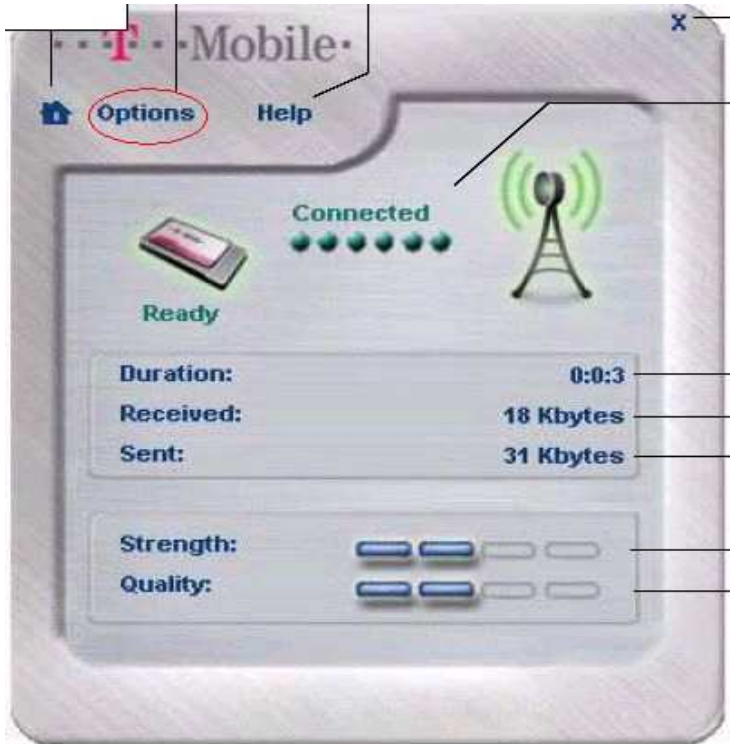 · · · T · · Mobile ·
x
Options Help
Connected
Ready
Duration: 0:0:3
Received: 18 Kbytes
Sent: 31 Kbytes
Strength:
Quality: